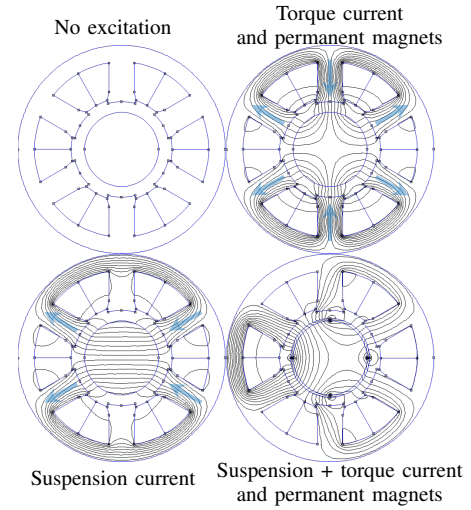 No excitation
Torque current
and permanent magnets
Suspension current
Suspension + torque current
and permanent magnets